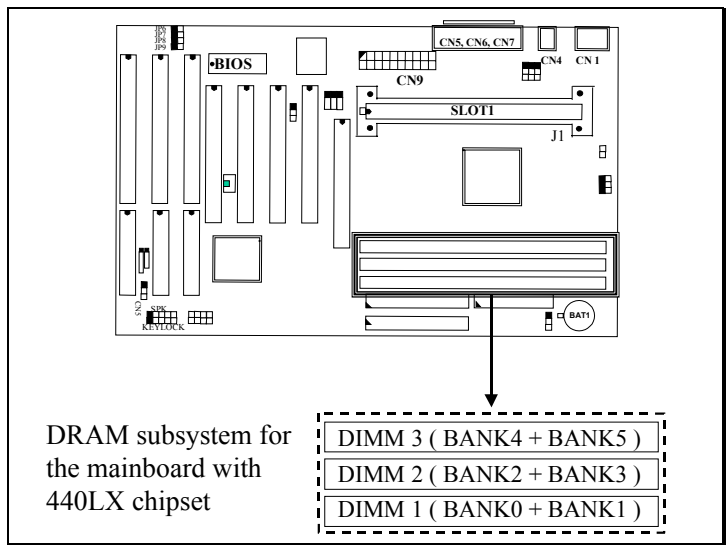 JP6
JP7
JP8
JP9
BIOS
CN5, CN6, CN7
CN4
CN 1
CN9
SLOT1
J1
CN5
SPK
KEYLOCK
BAT1
DRAM subsystem for
the mainboard with
440LX chipset
DIMM 3 ( BANK4 + BANK5 )
DIMM 2 ( BANK2 + BANK3 )
DIMM 1 ( BANK0 + BANK1 )